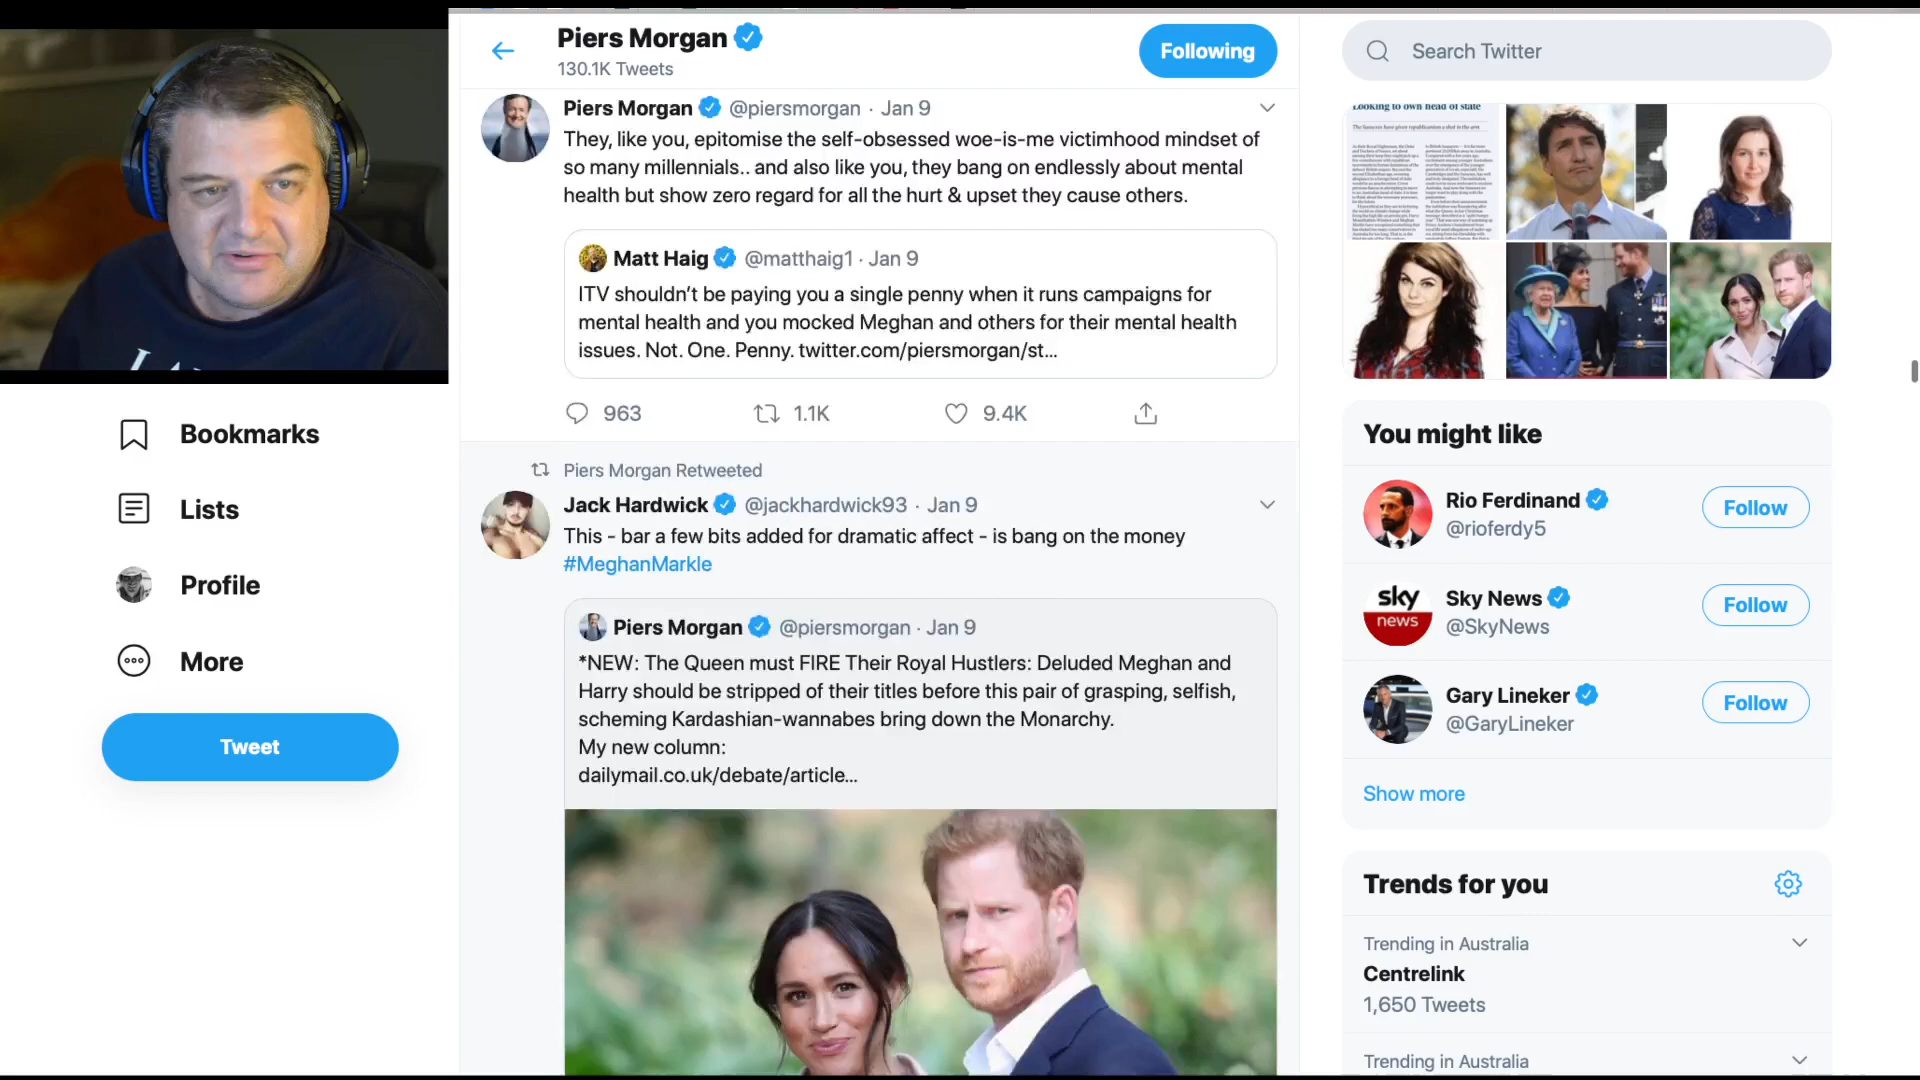 Piers Morgan
130.1K Tweets
Following
Search Twitter
Piers Morgan @piersmorgan · Jan 9
They, like you, epitomise the self-obsessed woe-is-me victimhood mindset of
so many millennials.. and also like you, they bang on endlessly about mental
health but show zero regard for all the hurt & upset they cause others.
Matt Haig @matthaig1 · Jan 9
ITV shouldn’t be paying you a single penny when it runs campaigns for
mental health and you mocked Meghan and others for their mental health
issues. Not. One. Penny. twitter.com/piersmorgan/st...
963
1.1K
9.4K
Piers Morgan Retweeted
Jack Hardwick @jackhardwick93 · Jan 9
This - bar a few bits added for dramatic affect - is bang on the money
#MeghanMarkle
Piers Morgan @piersmorgan · Jan 9
*NEW: The Queen must FIRE Their Royal Hustlers: Deluded Meghan and
Harry should be stripped of their titles before this pair of grasping, selfish,
scheming Kardashian-wannabes bring down the Monarchy.
My new column:
dailymail.co.uk/debate/article...
Bookmarks
Lists
Profile
More
Tweet
Looking to own head of state
You might like
Rio Ferdinand
@rioferdy5
Follow
sky
news
Sky News
@SkyNews
Follow
Gary Lineker
@GaryLineker
Follow
Show more
Trends for you
Trending in Australia
Centrelink
1,650 Tweets
Trending in Australia